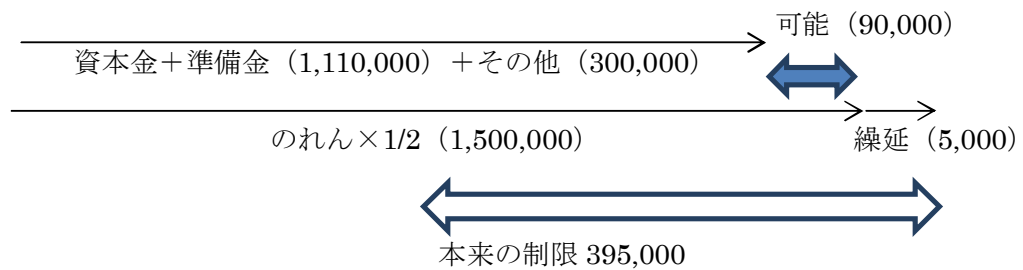 可能（90,000）
資本金＋準備金（1,110,000）＋その他（300,000）
のれん×1/2（1,500,000）
繰延（5,000）
本来の制限 395,000